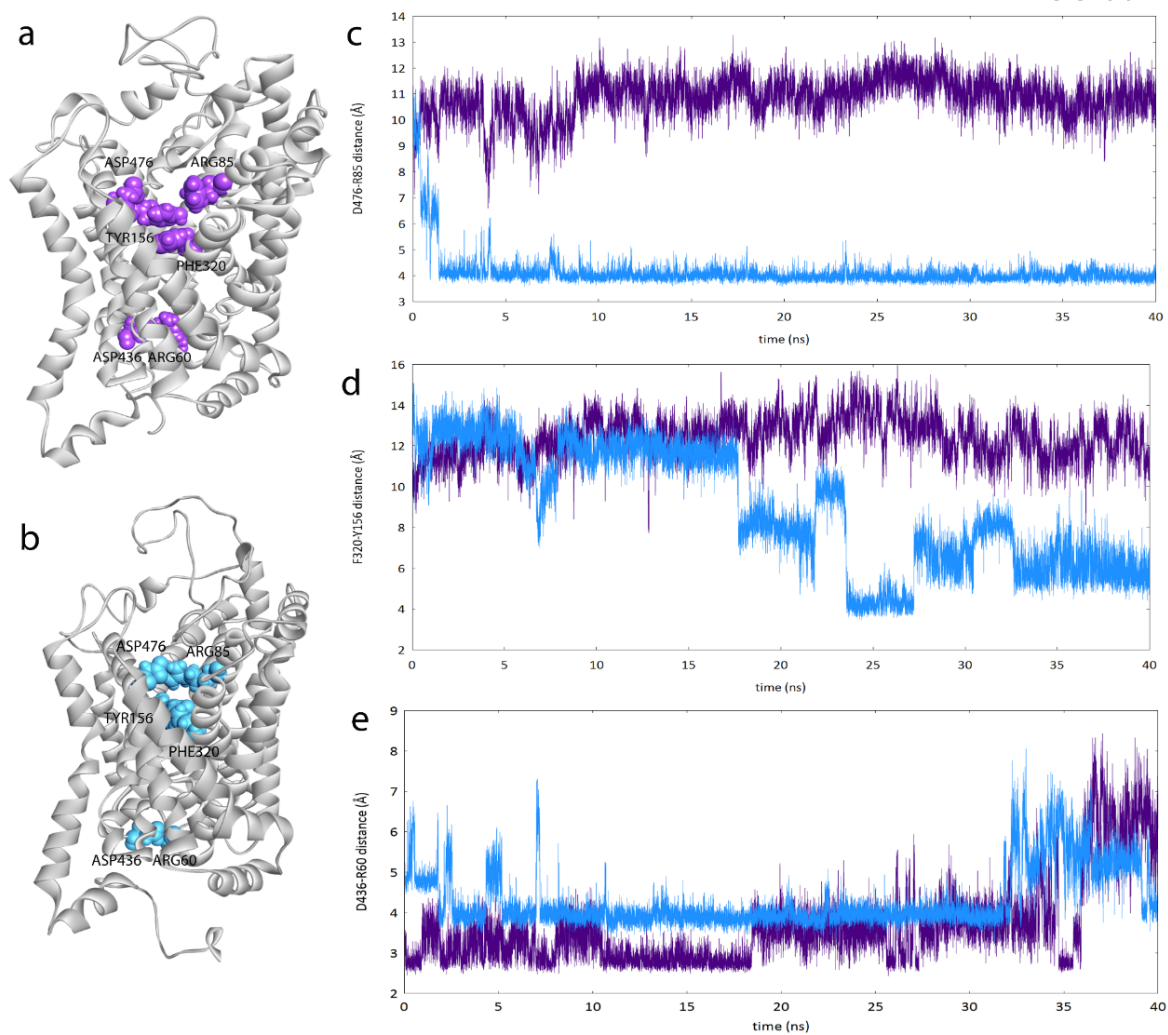 a
ASP476 ARG85
TYR156
PHE320
ASP436 ARG60
b
ASP476 ARG85
TYR156
PHE320
ASP436 ARG60
c
D476-R85 distance (Å)
14
13
12
11
10
9
8
7
6
5
4
3
0 5 10 15 20 25 30 35 40
time (ns)
d
F320-Y156 distance (Å)
16
14
12
10
8
6
4
2
0 5 10 15 20 25 30 35 40
time (ns)
e
D436-R60 distance (Å)
9
8
7
6
5
4
3
2
0 5 10 15 20 25 30 35 40
time (ns)